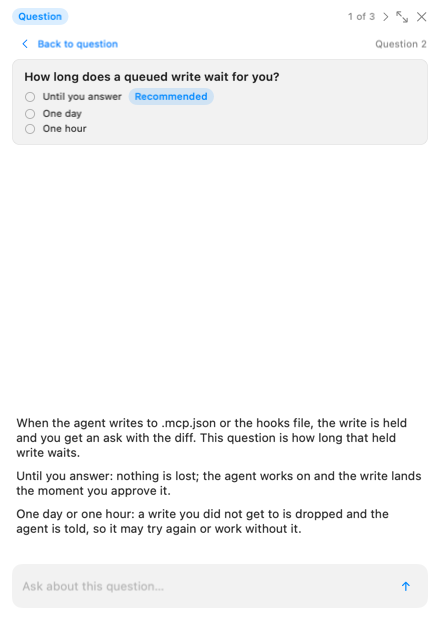 Question
1 of 3
Back to question
Question 2
How long does a queued write wait for you?
Until you answer Recommended
One day
One hour
When the agent writes to .mcp.json or the hooks file, the write is held
and you get an ask with the diff. This question is how long that held
write waits.
Until you answer: nothing is lost; the agent works on and the write lands
the moment you approve it.
One day or one hour: a write you did not get to is dropped and the
agent is told, so it may try again or work without it.
Ask about this question...